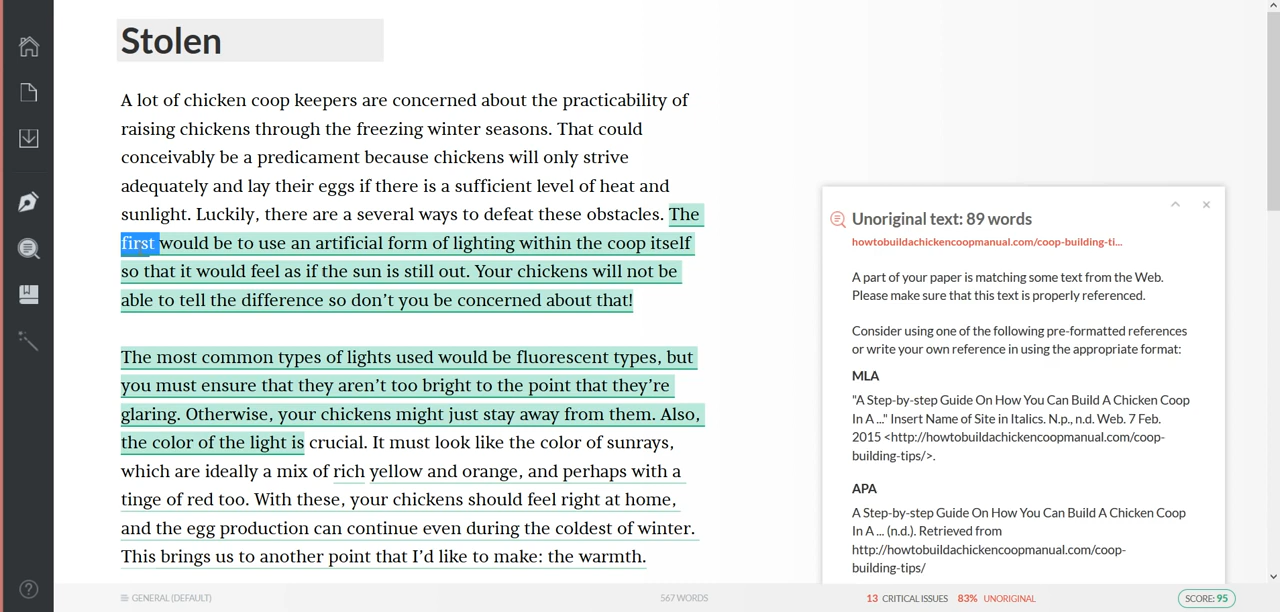 Stolen
A lot of chicken coop keepers are concerned about the practicability of
raising chickens through the freezing winter seasons. That could
conceivably be a predicament because chickens will only strive
adequately and lay their eggs if there is a sufficient level of heat and
sunlight. Luckily, there are a several ways to defeat these obstacles. The
first would be to use an artificial form of lighting within the coop itself
so that it would feel as if the sun is still out. Your chickens will not be
able to tell the difference so don't you be concerned about that!
The most common types of lights used would be fluorescent types, but
you must ensure that they aren't too bright to the point that they're
glaring. Otherwise, your chickens might just stay away from them. Also,
the color of the light is crucial. It must look like the color of sunrays,
which are ideally a mix of rich yellow and orange, and perhaps with a
tinge of red too. With these, your chickens should feel right at home,
and the egg production can continue even during the coldest of winter.
This brings us to another point that I'd like to make: the warmth.
Unoriginal text: 89 words
howtobuildachickencoopmanual.com/coop-building-ti...
A part of your paper is matching some text from the Web.
Please make sure that this text is properly referenced.
Consider using one of the following pre-formatted references
or write your own reference in using the appropriate format:
MLA
"A Step-by-step Guide On How You Can Build A Chicken Coop
In A ..." Insert Name of Site in Italics. N.p., n.d. Web. 7 Feb.
2015 <http://howtobuildachickencoopmanual.com/coop-
building-tips/>.
APA
A Step-by-step Guide On How You Can Build A Chicken Coop
In A ... (n.d.). Retrieved from
http://howtobuildachickencoopmanual.com/coop-
building-tips/
GENERAL (DEFAULT)
567 WORDS
13 CRITICAL ISSUES
83% UNORIGINAL
SCORE: 95